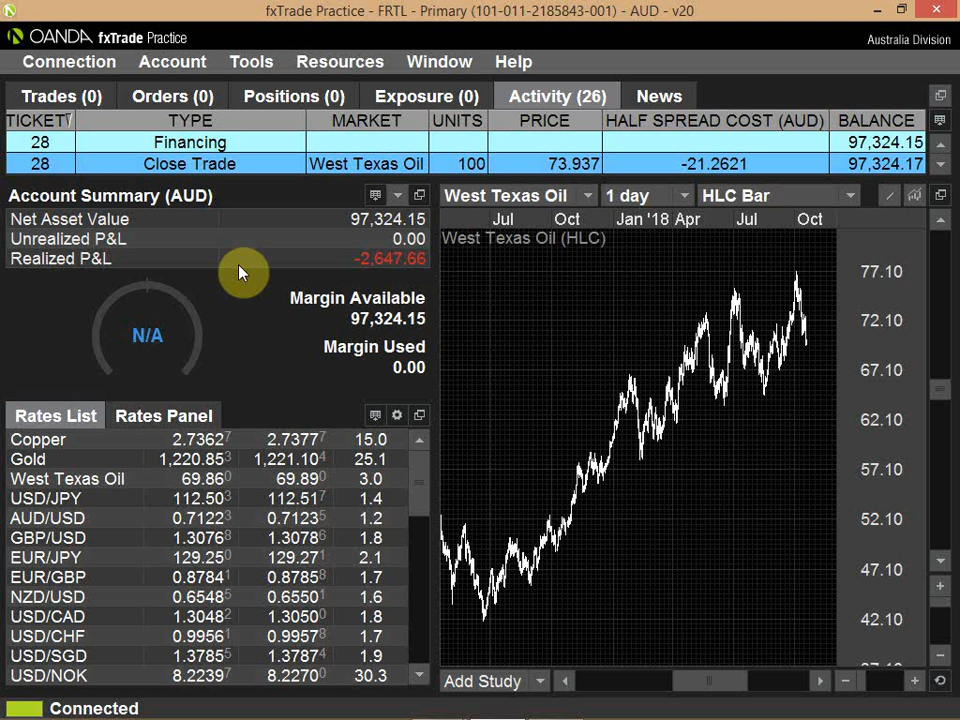 fxTrade Practice - FRTL - Primary (101-011-2185843-001) - AUD - v20
OANDA fxTrade Practice
Australia Division
Connection Account Tools Resources Window Help
Trades (0) Orders (0) Positions (0) Exposure (0) Activity (26) News
TICKET TYPE MARKET UNITS PRICE HALF SPREAD COST (AUD) BALANCE
28 Financing 97,324.15
28 Close Trade West Texas Oil 100 73.937 -21.2621 97,324.17
Account Summary (AUD)
Net Asset Value 97,324.15
Unrealized P&L 0.00
Realized P&L -2,647.66
Margin Available
97,324.15
N/A
Margin Used
0.00
West Texas Oil 1 day HLC Bar
Jul Oct Jan '18 Apr Jul Oct
West Texas Oil (HLC)
77.10
72.10
67.10
62.10
57.10
52.10
47.10
42.10
Add Study
Rates List Rates Panel
Copper 2.73627 2.73777 15.0
Gold 1,220.853 1,221.104 25.1
West Texas Oil 69.860 69.890 3.0
USD/JPY 112.503 112.517 1.4
AUD/USD 0.71223 0.71235 1.2
GBP/USD 1.30768 1.30786 1.8
EUR/JPY 129.250 129.271 2.1
EUR/GBP 0.87841 0.87858 1.7
NZD/USD 0.65485 0.65501 1.6
USD/CAD 1.30482 1.30500 1.8
USD/CHF 0.99561 0.99578 1.7
USD/SGD 1.37855 1.37874 1.9
USD/NOK 8.22397 8.22700 30.3
Connected